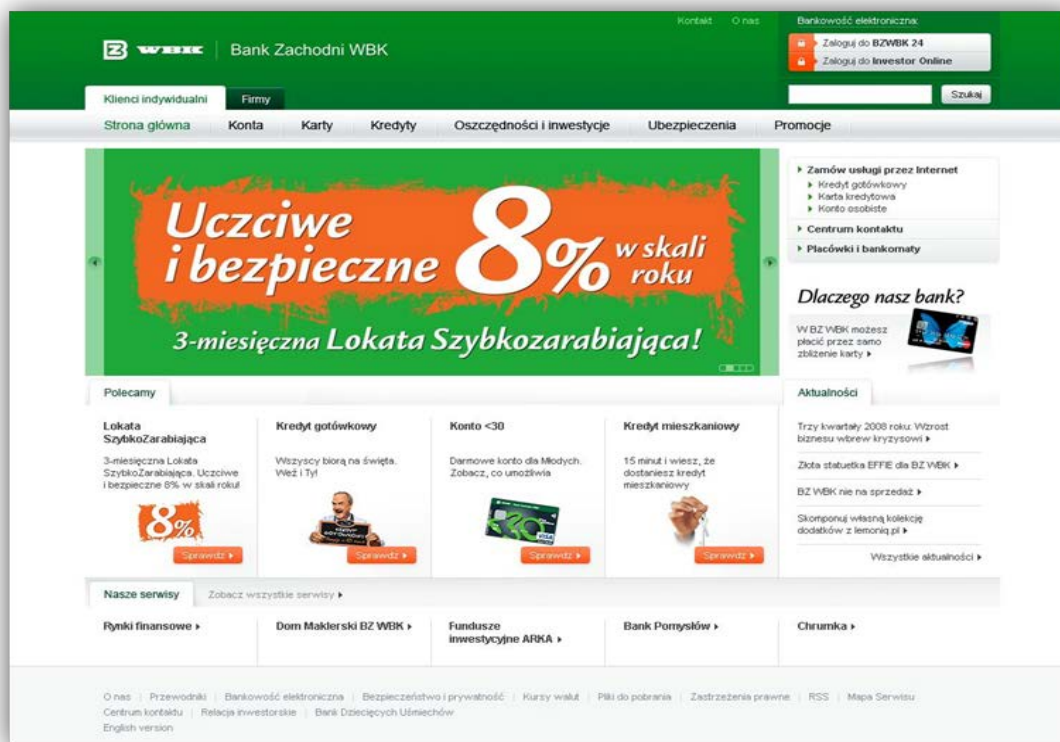 Kontakt O nas
Bankowość elektroniczna:
Zaloguj do BZWBK 24
Zaloguj do Investor Online
WBK Bank Zachodni WBK
Szukaj
Klienci indywidualni Firmy
Strona główna Konta Karty Kredyty Oszczędności i inwestycje Ubezpieczenia Promocje
Uczciwe
i bezpieczne
8%
w skali
roku
3-miesięczna Lokata Szybkozarabiająca!
Zamów usługi przez Internet
Kredyt gotówkowy
Karta kredytowa
Konto osobiste
Centrum kontaktu
Placówki i bankomaty
Dlaczego nasz bank?
W BZ WBK możesz
płacić przez samo
zbliżenie karty
Polecamy
Lokata
SzybkoZarabiająca
3-miesięczna Lokata
SzybkoZarabiająca. Uczciwe
i bezpieczne 8% w skali roku!
8%
Sprawdz
Kredyt gotówkowy
Wszyscy biorą na święta.
Weź i Ty!
Sprawdz
Konto <30
Darmowe konto dla Młodych.
Zobacz, co umożliwia
<30
VISA
Sprawdz
Kredyt mieszkaniowy
15 minut i wiesz, że
dostaniesz kredyt
mieszkaniowy
Sprawdz
Aktualności
Trzy kwartały 2008 roku: Wzrost
biznesu wbrew kryzysowi
Złota statuetka EFFIE dla BZ WBK
BZ WBK nie na sprzedaż
Skomponuj własną kolekcję
dodatków z lemoniq.pl
Wszystkie aktualności
Nasze serwisy Zobacz wszystkie serwisy
Rynki finansowe
Dom Maklerski BZ WBK
Fundusze
inwestycyjne ARKA
Bank Pomysłów
Chrumka
O nas | Przewodniki | Bankowość elektroniczna | Bezpieczeństwo i prywatność | Kursy walut | Pliki do pobrania | Zastrzeżenia prawne | RSS | Mapa Serwisu
Centrum kontaktu | Relacje inwestorskie | Bank Dziecięcych Uśmiechów
English version